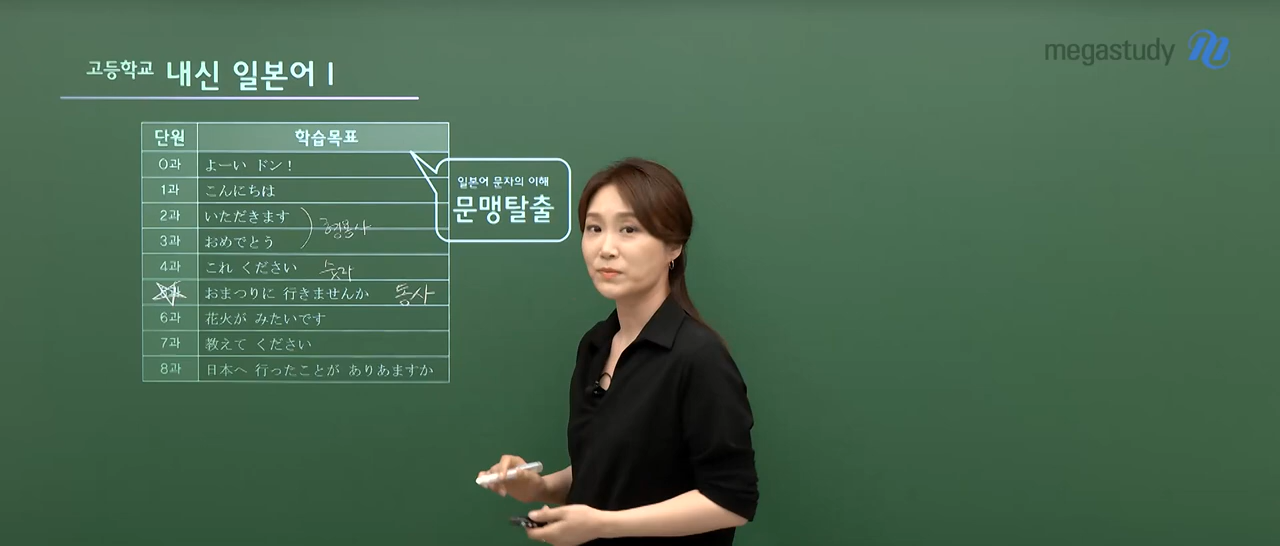 megastudy
고등학교 내신 일본어 I
단원 학습목표
0과 よーい ドン！
1과 こんにちは
2과 いただきます
형용사
3과 おめでとう
4과 これ ください 숫자
おまつりに 行きませんか 동사
6과 花火が みたいです
7과 教えて ください
8과 日本へ 行ったことが ありあますか
일본어 문자의 이해
문맹탈출